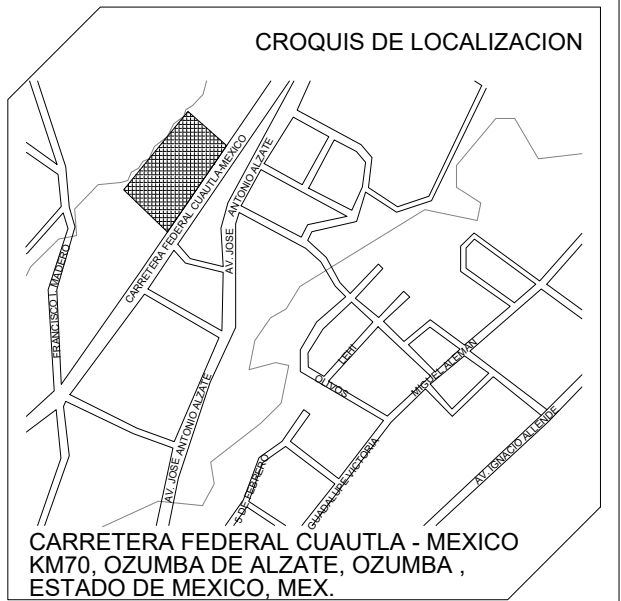 CROQUIS DE LOCALIZACION
CARRETERA FEDERAL CUAUTLA-MEXICO
AV. JOSE ANTONIO ALZATE
FRANCISCO I. MADERO
AV. JOSE ANTONIO ALZATE
LEHI
OLIVOS
MIGUEL ALEMAN
AV. IGNACIO ALLENDE
5 DE FEBRERO
GUADALUPE VICTORIA
CARRETERA FEDERAL CUAUTLA - MEXICO
KM70, OZUMBA DE ALZATE, OZUMBA ,
ESTADO DE MEXICO, MEX.